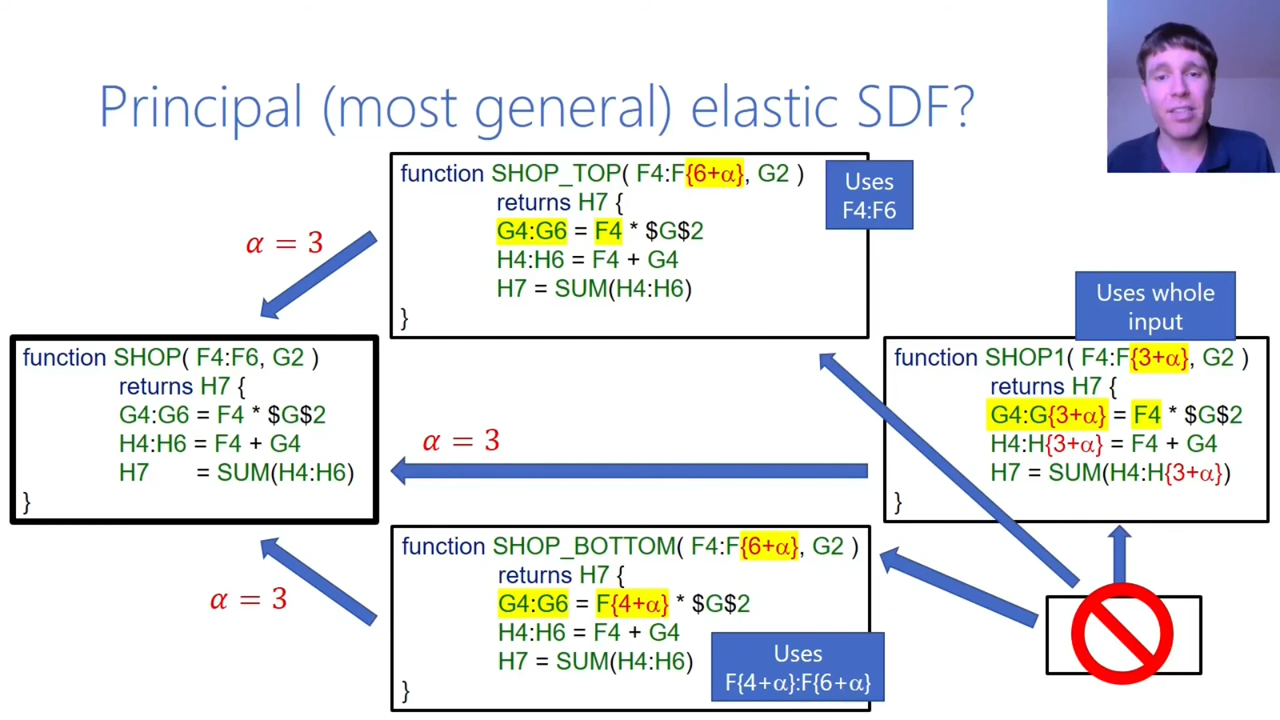 Principal (most general) elastic SDF?
function SHOP_TOP( F4:F{6+α}, G2 )
returns H7 {
G4:G6 = F4 * $G$2
H4:H6 = F4 + G4
H7 = SUM(H4:H6)
}
Uses
F4:F6
α = 3
function SHOP( F4:F6, G2 )
returns H7 {
G4:G6 = F4 * $G$2
H4:H6 = F4 + G4
H7 = SUM(H4:H6)
}
α = 3
Uses whole
input
function SHOP1( F4:F{3+α}, G2 )
returns H7 {
G4:G{3+α} = F4 * $G$2
H4:H{3+α} = F4 + G4
H7 = SUM(H4:H{3+α})
}
α = 3
function SHOP_BOTTOM( F4:F{6+α}, G2 )
returns H7 {
G4:G6 = F{4+α} * $G$2
H4:H6 = F4 + G4
H7 = SUM(H4:H6)
}
Uses
F{4+α}:F{6+α}